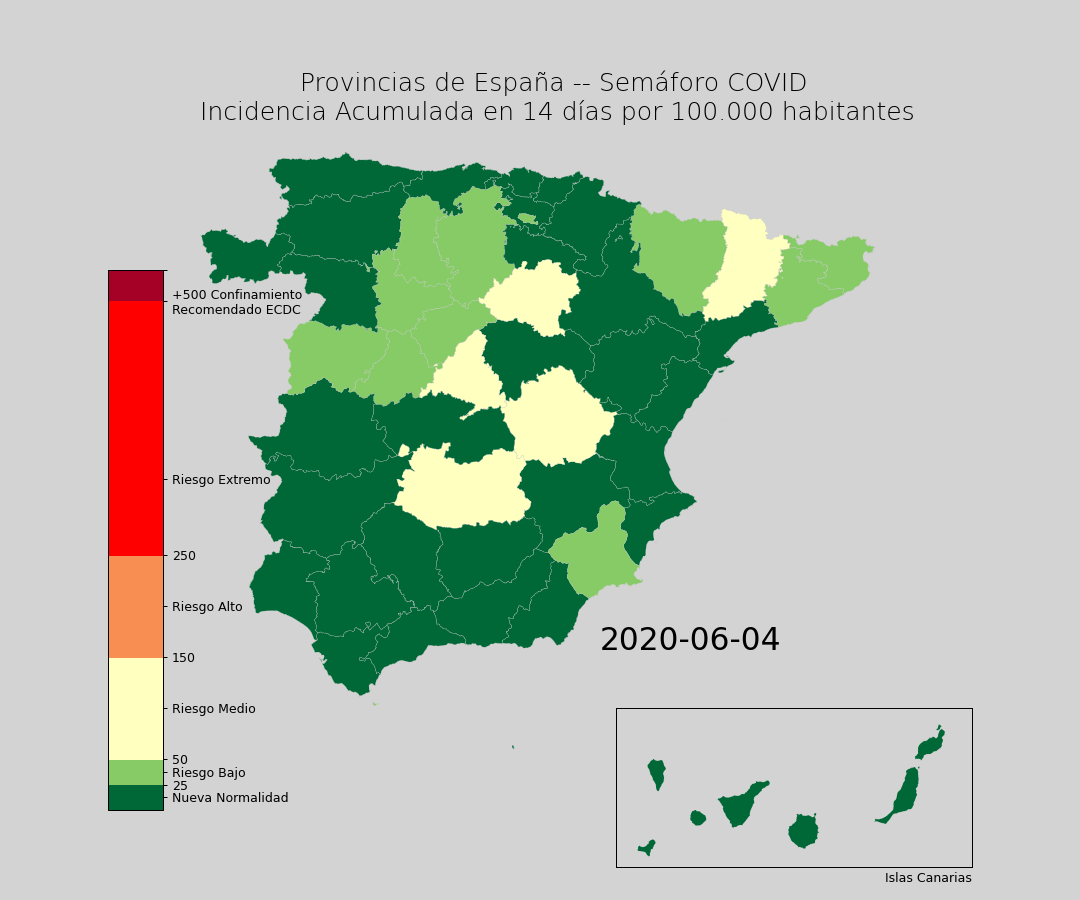 Provincias de España -- Semáforo COVID
Incidencia Acumulada en 14 días por 100.000 habitantes
+500 Confinamiento
Recomendado ECDC
Riesgo Extremo
250
Riesgo Alto
150
Riesgo Medio
50
Riesgo Bajo
25
Nueva Normalidad
2020-06-04
Islas Canarias